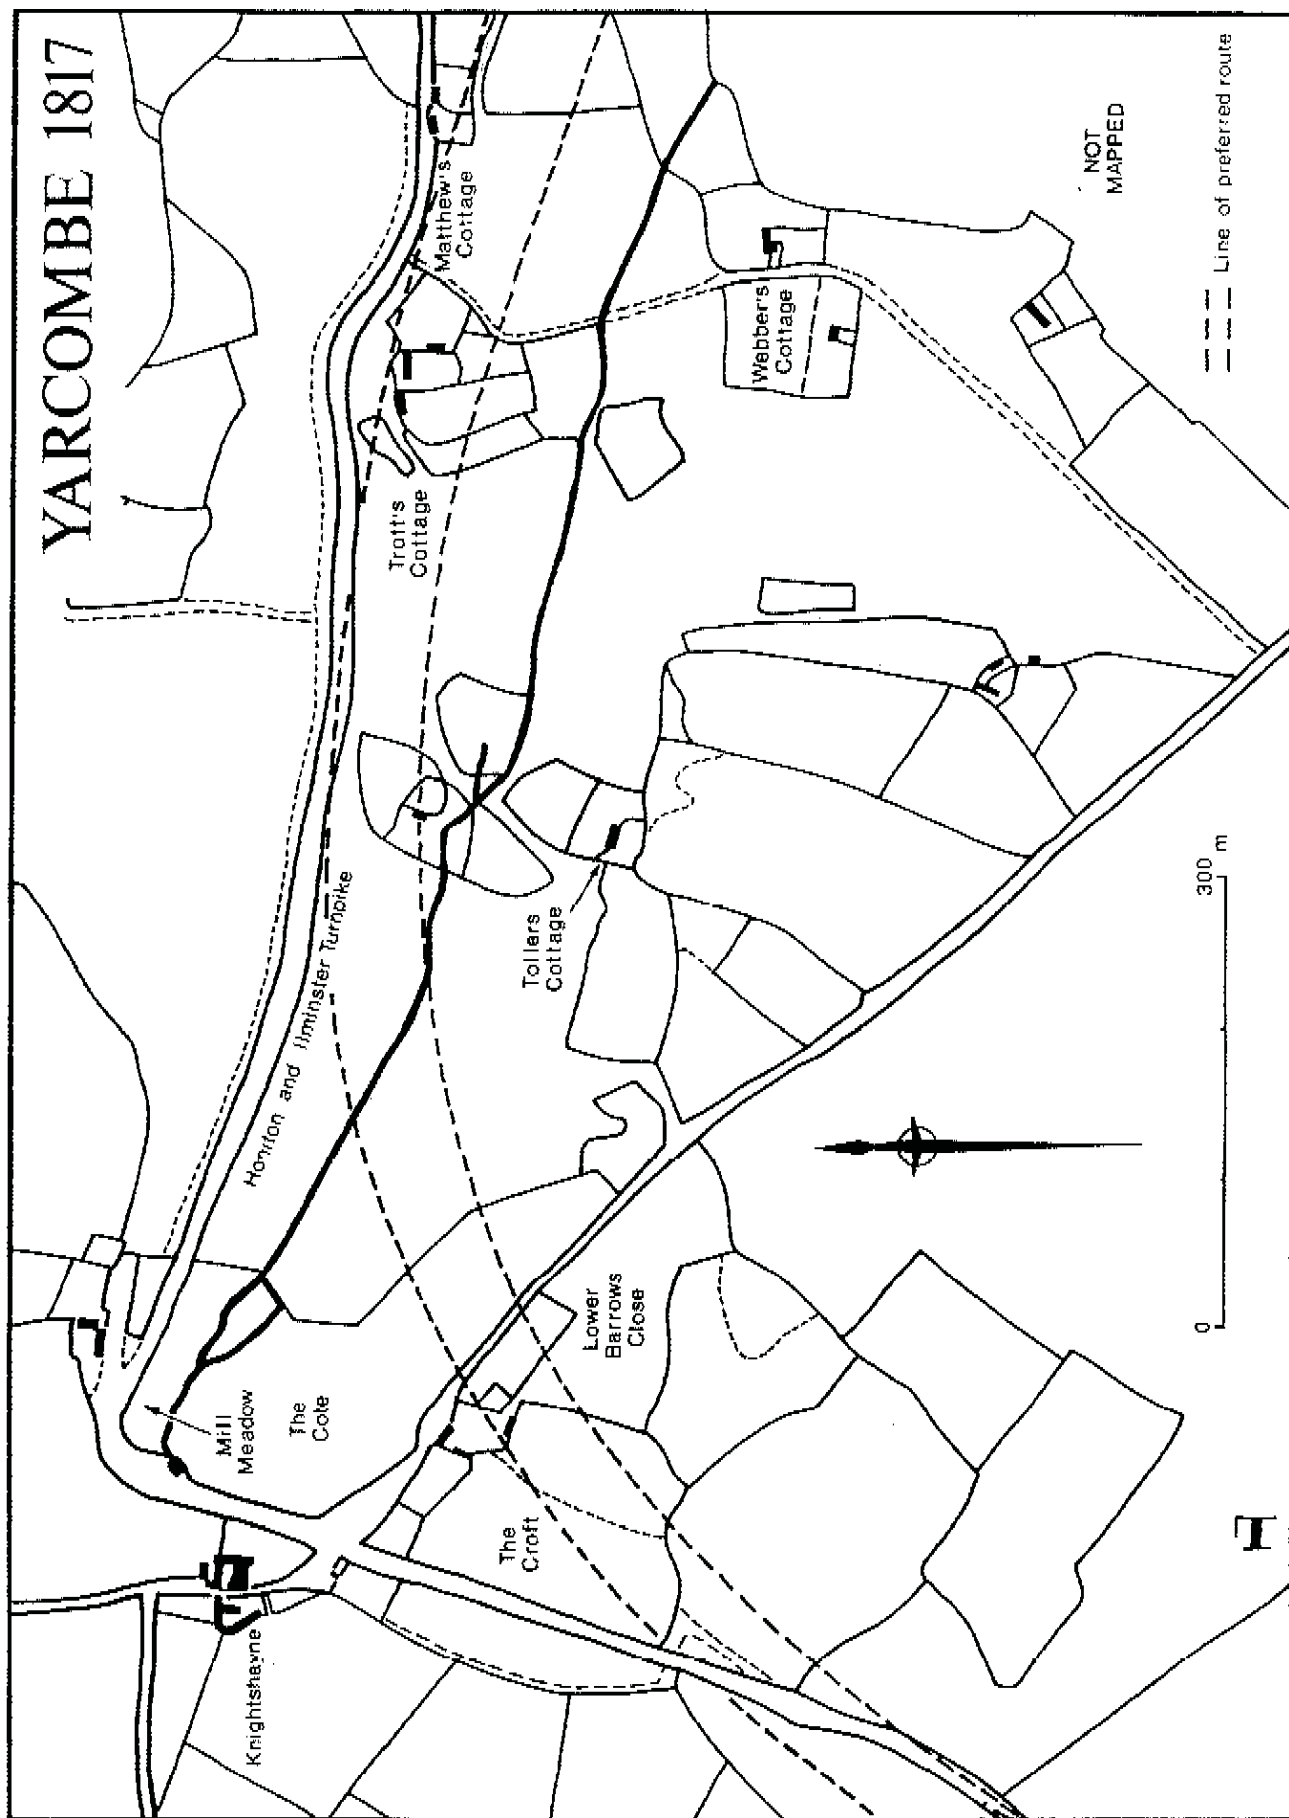 YARCOMBE 1817
Knightshayne
Mill
Meadow
The
Cote
Honiton and Ilminster Turnpike
Trott's
Cottage
Matthew's
Cottage
The
Croft
Lower
Barrows
Close
Tollers
Cottage
Webber's
Cottage
NOT
MAPPED
0 300 m
Line of preferred route